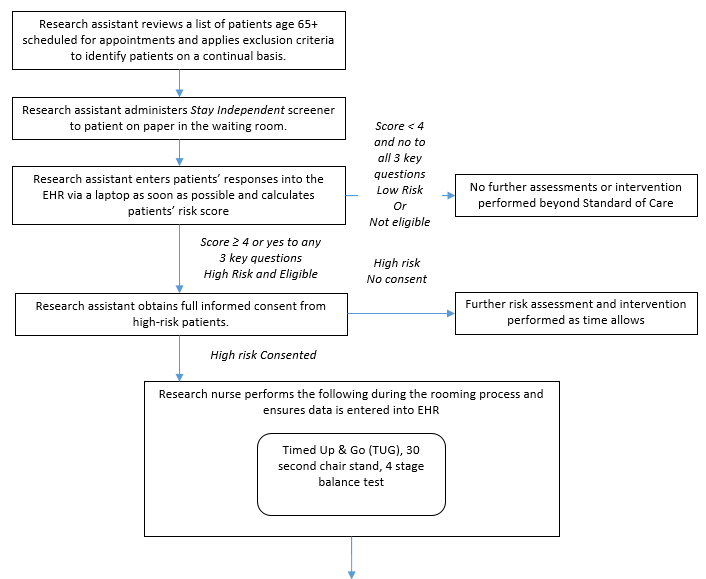 Research assistant reviews a list of patients age 65+
scheduled for appointments and applies exclusion criteria
to identify patients on a continual basis.
Research assistant administers Stay Independent screener
to patient on paper in the waiting room.
Research assistant enters patients' responses into the
EHR via a laptop as soon as possible and calculates
patients' risk score
Score < 4
and no to
all 3 key
questions
Low Risk
Or
Not eligible
No further assessments or intervention
performed beyond Standard of Care
Score ≥ 4 or yes to any
3 key questions
High Risk and Eligible
High risk
No consent
Research assistant obtains full informed consent from
high-risk patients.
Further risk assessment and intervention
performed as time allows
High risk Consented
Research nurse performs the following during the rooming process and
ensures data is entered into EHR
Timed Up & Go (TUG), 30
second chair stand, 4 stage
balance test